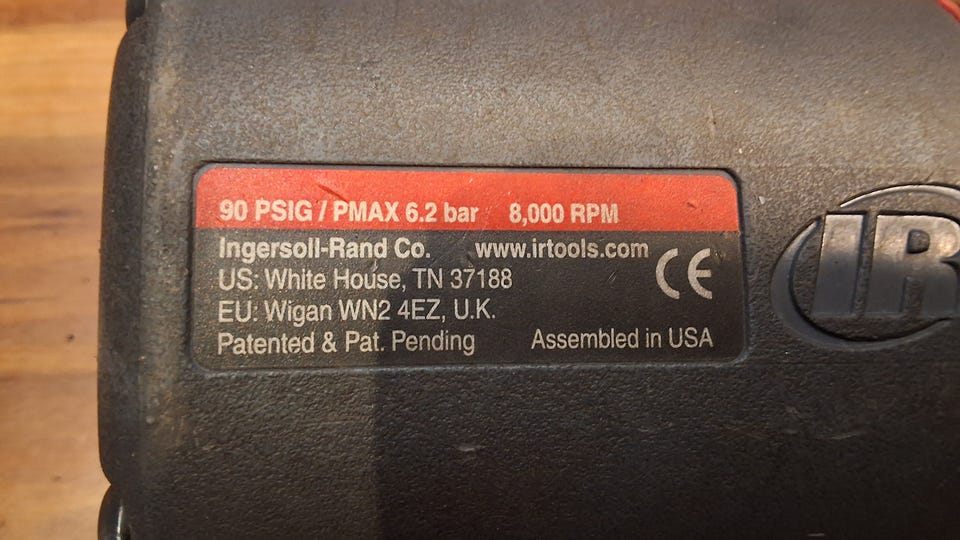 90 PSIG / PMAX 6.2 bar 8,000 RPM
Ingersoll-Rand Co. www.irtools.com
US: White House, TN 37188
EU: Wigan WN2 4EZ, U.K.
CE
Patented & Pat. Pending Assembled in USA
IR